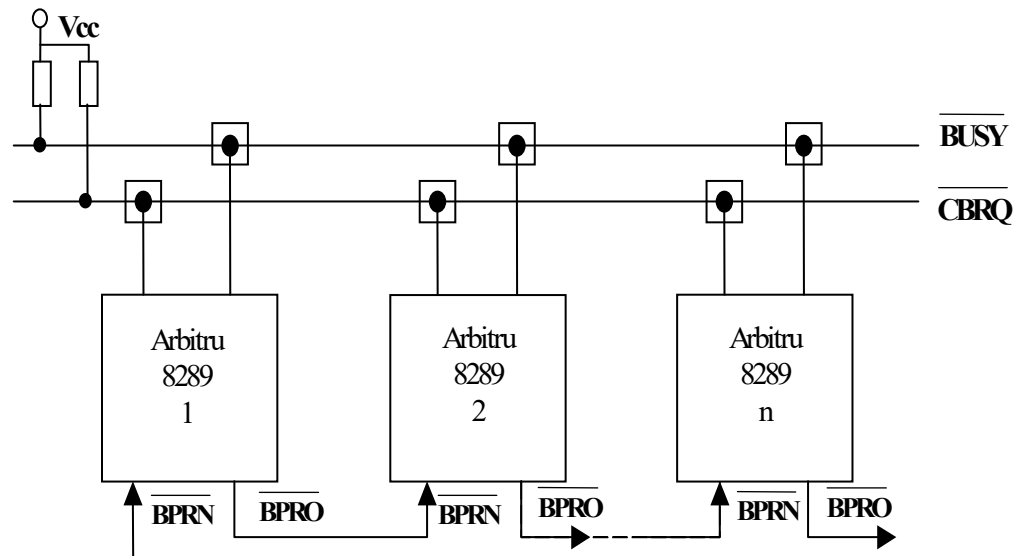 Vcc
BUSY
CBRQ
Arbitru
8289
1
Arbitru
8289
2
Arbitru
8289
n
BPRN
BPRO
BPRN
BPRO
BPRN
BPRO